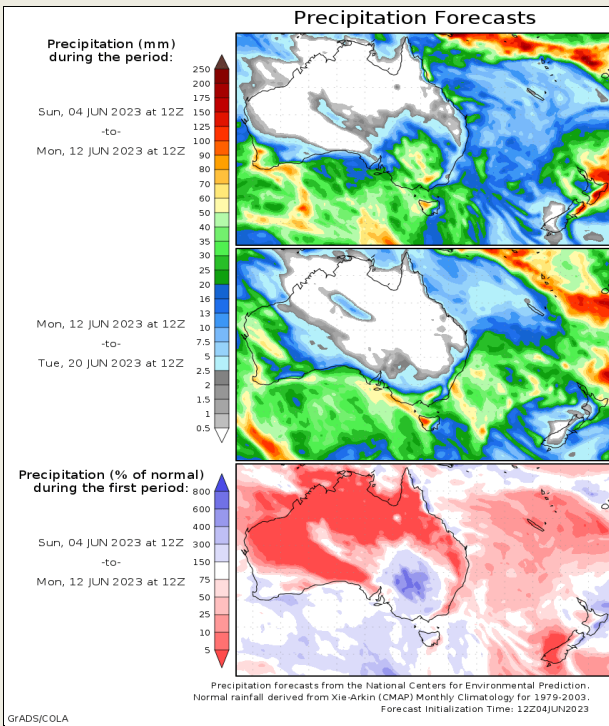 Precipitation Forecasts
Precipitation (mm)
during the period:
Sun, 04 JUN 2023 at 12Z
-to-
Mon, 12 JUN 2023 at 12Z
250
200
175
150
125
100
90
80
70
60
50
40
35
30
25
20
16
13
10
7.5
5
2.5
2
1.5
1
0.5
Mon, 12 JUN 2023 at 12Z
-to-
Tue, 20 JUN 2023 at 12Z
Precipitation (% of normal)
during the first period:
Sun, 04 JUN 2023 at 12Z
-to-
Mon, 12 JUN 2023 at 12Z
800
600
400
300
150
75
50
25
10
5
Precipitation forecasts from the National Centers for Environmental Prediction.
Normal rainfall derived from Xie-Arkin (CMAP) Monthly Climatology for 1979-2003.
Forecast Initialization Time: 12Z04JUN2023
GrADS/COLA